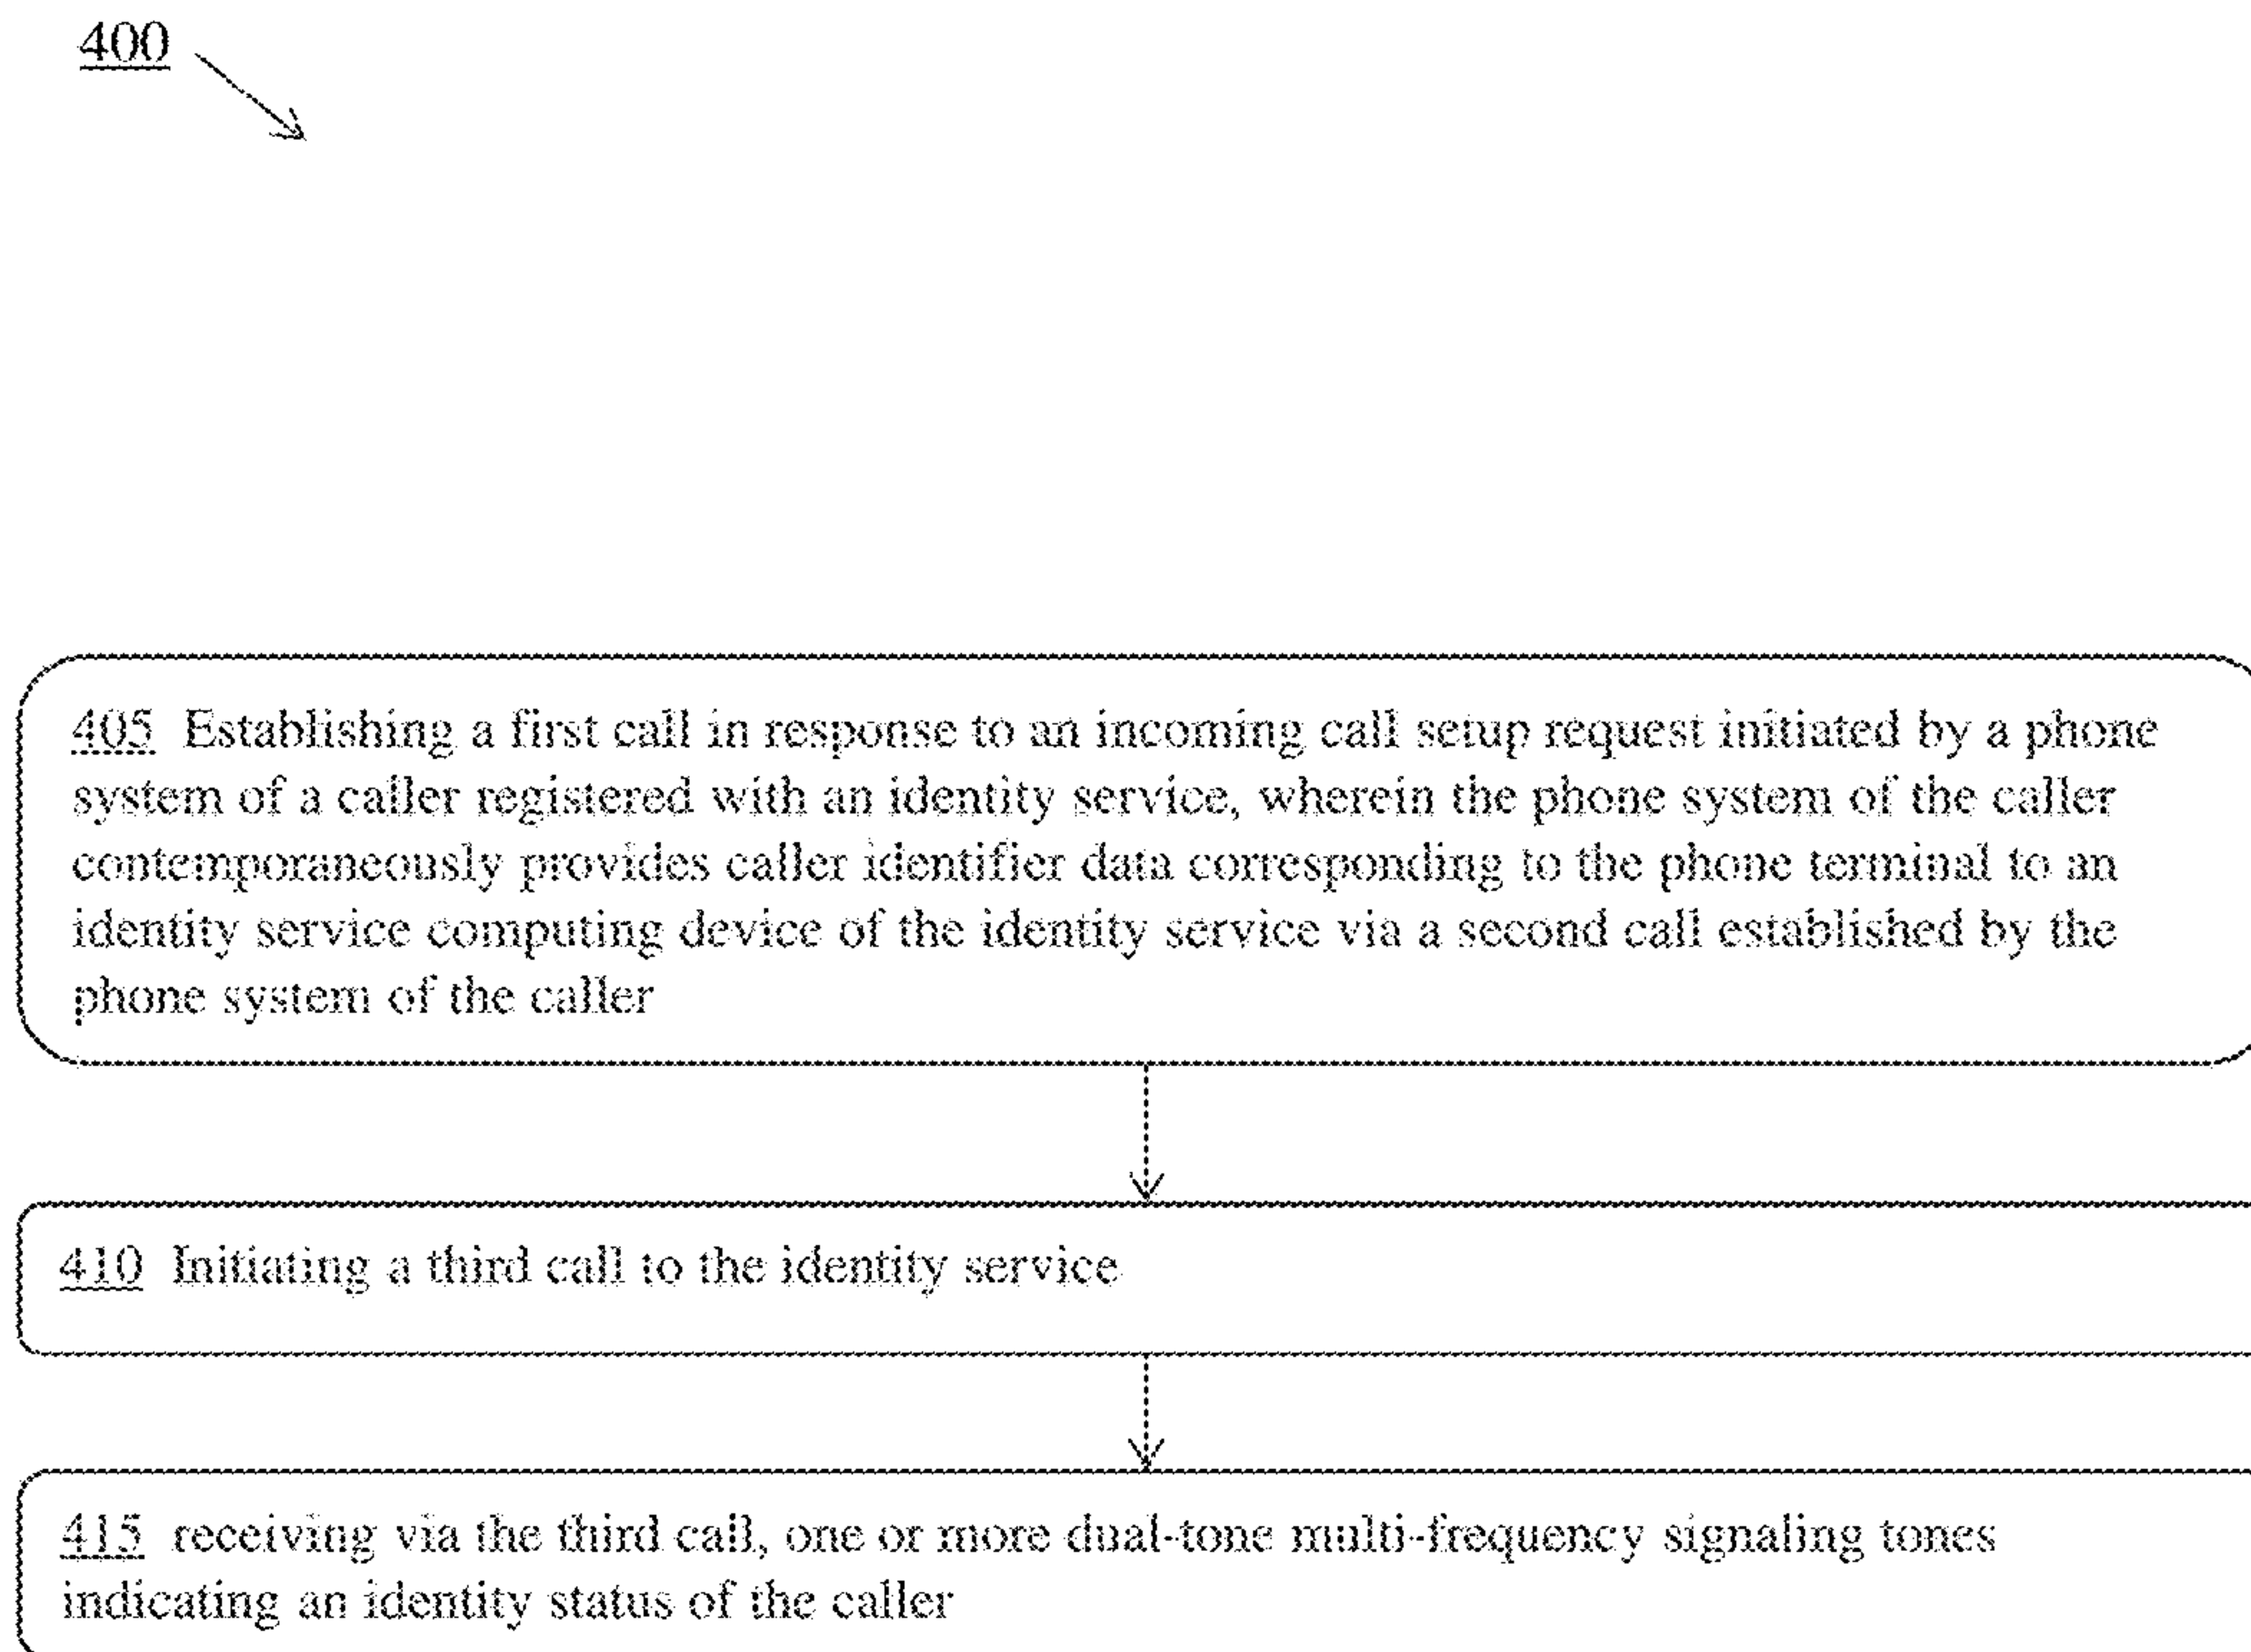 400
405 Establishing a first call in response to an incoming call setup request initiated by a phone
system of a caller registered with an identity service, wherein the phone system of the caller
contemporaneously provides caller identifier data corresponding to the phone terminal to an
identity service computing device of the identity service via a second call established by the
phone system of the caller
410 Initiating a third call to the identity service
415 receiving via the third call, one or more dual-tone multi-frequency signaling tones
indicating an identity status of the caller